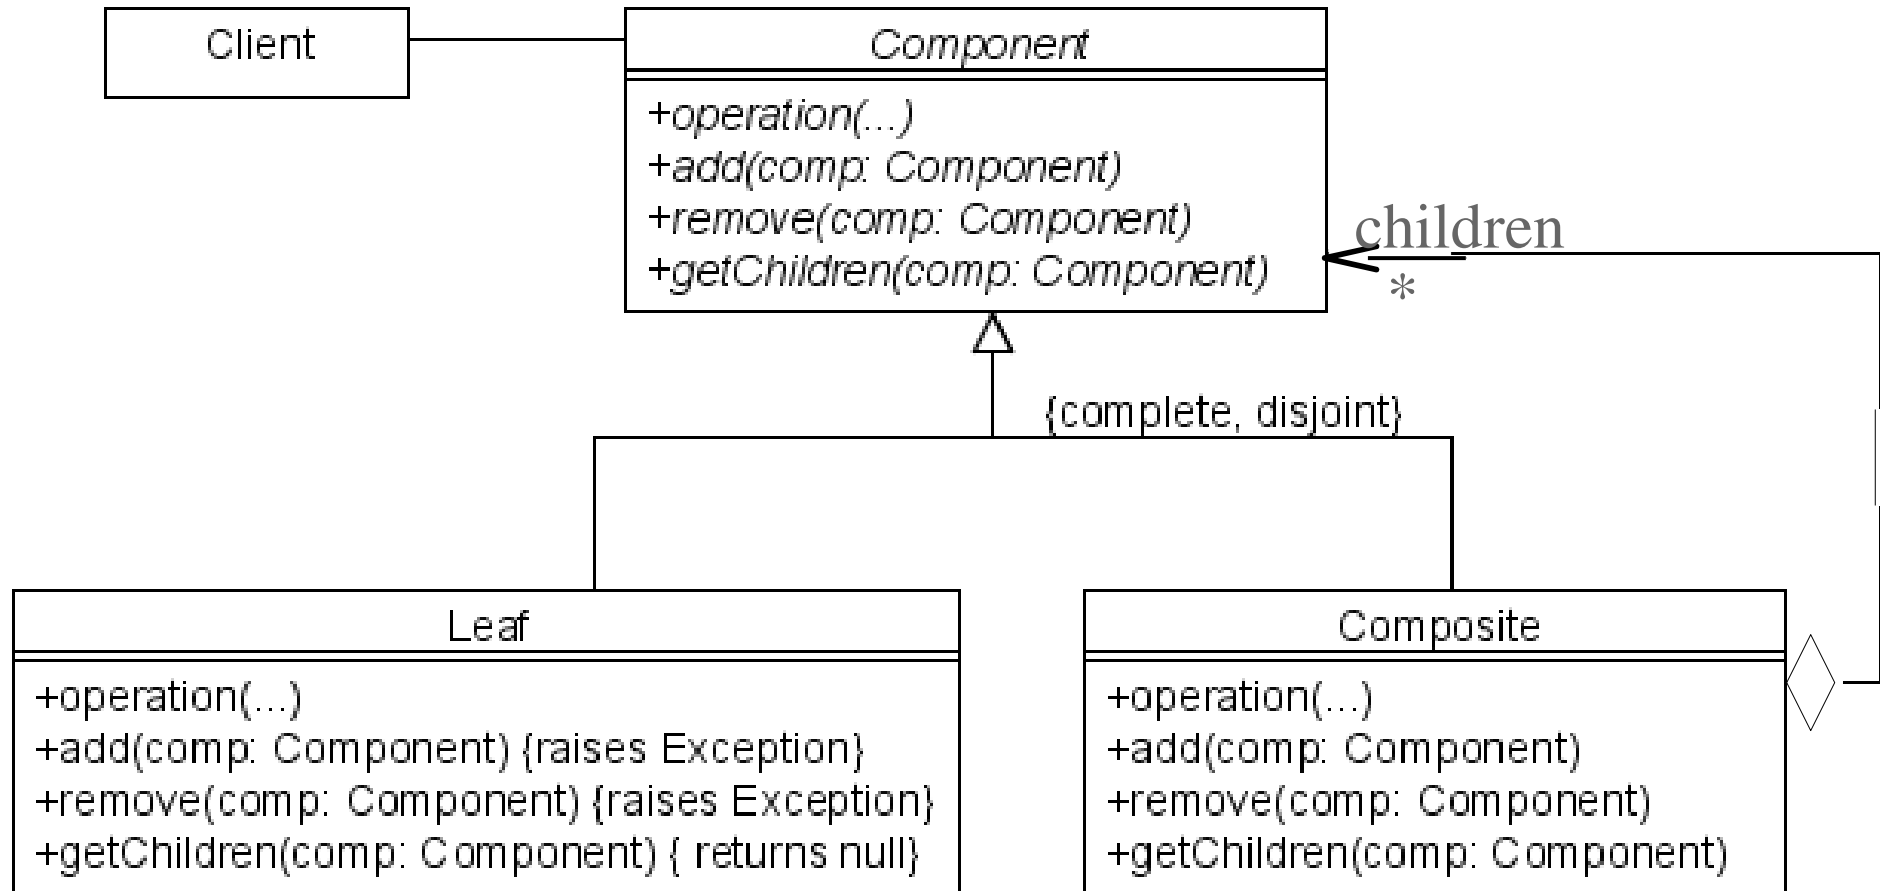 Client
Component
+operation(...)
+add(comp: Component)
+remove(comp: Component)
+getChildren(comp: Component)
children
*
{complete, disjoint}
Leaf
+operation(...)
+add(comp: Component) {raises Exception}
+remove(comp: Component) {raises Exception}
+getChildren(comp: Component) { returns null}
Composite
+operation(...)
+add(comp: Component)
+remove(comp: Component)
+getChildren(comp: Component)